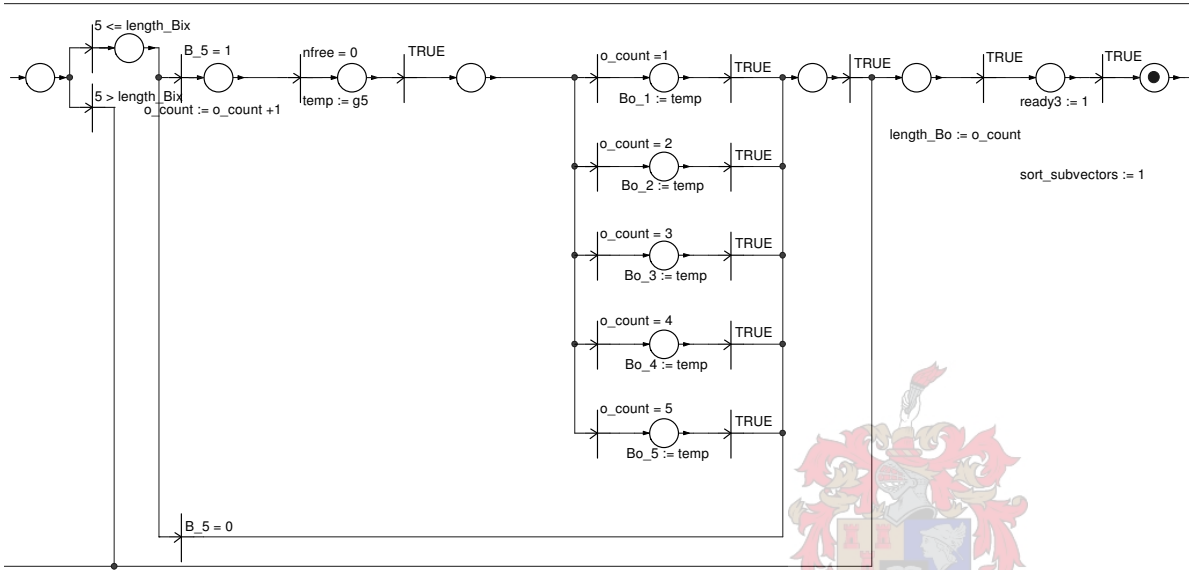 5 <= length_Bix
B_5 = 1
nfree = 0
TRUE
o_count =1
TRUE
TRUE
TRUE
TRUE
5 > length_Bix
o_count := o_count +1
temp := g5
Bo_1 := temp
ready3 := 1
length_Bo := o_count
o_count = 2
TRUE
Bo_2 := temp
sort_subvectors := 1
o_count = 3
TRUE
Bo_3 := temp
o_count = 4
TRUE
Bo_4 := temp
o_count = 5
TRUE
Bo_5 := temp
B_5 = 0